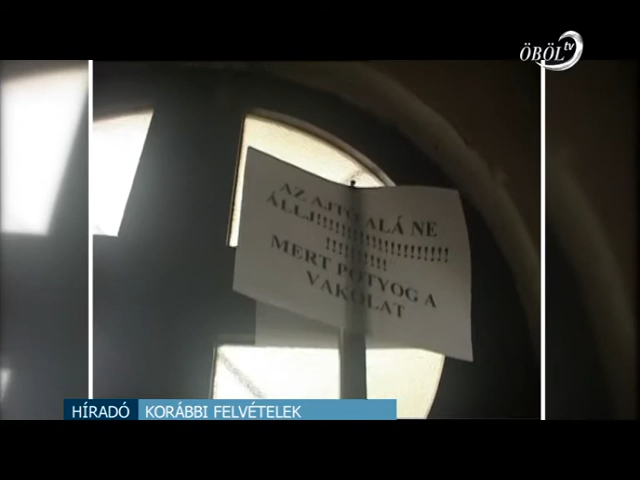 ÖBÖL tv
AZ AJTÓ ALÁ NE
ÁLLJ!!!!!!!!!!!!!!!!!!!!!!
!!!!!!!!!!
MERT POTYOG A
VAKOLAT
HÍRADÓ KORÁBBI FELVÉTELEK